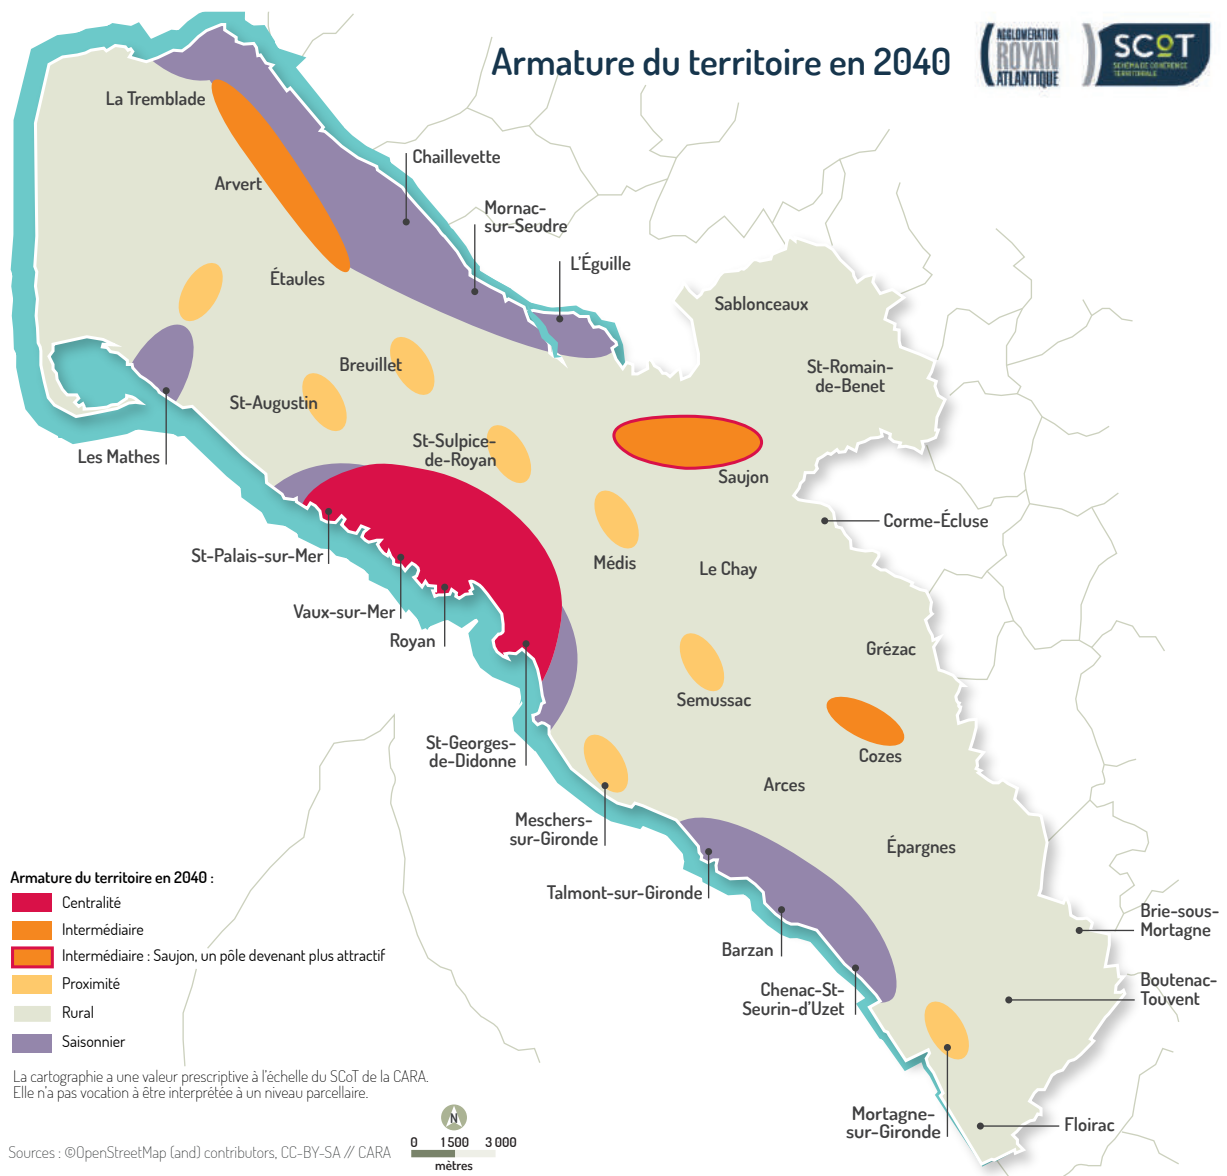 Armature du territoire en 2040
AGGLOMÉRATION
ROYAN
ATLANTIQUE
SCOT
SCHÉMA DE COHÉRENCE
TERRITORIALE
La Tremblade
Chaillevette
Arvert
Mornac-
sur-Seudre
L'Éguille
Étaules
Sablonceaux
Breuillet
St-Romain-
de-Benet
St-Augustin
St-Sulpice-
de-Royan
Les Mathes
Saujon
Corme-Écluse
St-Palais-sur-Mer
Médis
Le Chay
Vaux-sur-Mer
Royan
Grézac
Semussac
St-Georges-
de-Didonne
Cozes
Arces
Meschers-
sur-Gironde
Épargnes
Talmont-sur-Gironde
Brie-sous-
Mortagne
Barzan
Chenac-St-
Seurin-d'Uzet
Boutenac-
Touvent
Mortagne-
sur-Gironde
Floirac
Armature du territoire en 2040 :
Centralité
Intermédiaire
Intermédiaire : Saujon, un pôle devenant plus attractif
Proximité
Rural
Saisonnier
La cartographie a une valeur prescriptive à l'échelle du SCoT de la CARA.
Elle n'a pas vocation à être interprétée à un niveau parcellaire.
N
0 1 500 3 000
mètres
Sources : ©OpenStreetMap (and) contributors, CC-BY-SA // CARA